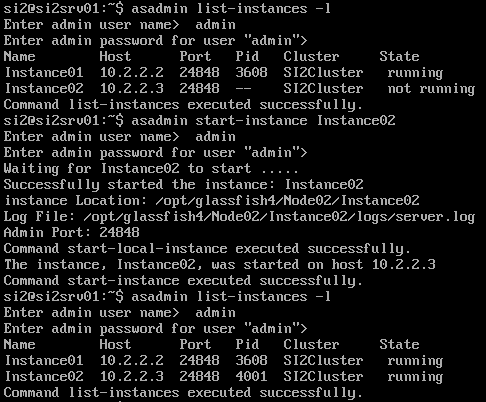 si2@si2srv01:~$ asadmin list-instances -l
Enter admin user name>  admin
Enter admin password for user "admin">
Name        Host       Port   Pid   Cluster     State
Instance01  10.2.2.2  24848  3608  SI2Cluster   running
Instance02  10.2.2.3  24848  --    SI2Cluster   not running
Command list-instances executed successfully.
si2@si2srv01:~$ asadmin start-instance Instance02
Enter admin user name>  admin
Enter admin password for user "admin">
Waiting for Instance02 to start .....
Successfully started the instance: Instance02
instance Location: /opt/glassfish4/Node02/Instance02
Log File: /opt/glassfish4/Node02/Instance02/logs/server.log
Admin Port: 24848
Command start-local-instance executed successfully.
The instance, Instance02, was started on host 10.2.2.3
Command start-instance executed successfully.
si2@si2srv01:~$ asadmin list-instances -l
Enter admin user name>  admin
Enter admin password for user "admin">
Name        Host       Port   Pid   Cluster     State
Instance01  10.2.2.2  24848  3608  SI2Cluster   running
Instance02  10.2.2.3  24848  4001  SI2Cluster   running
Command list-instances executed successfully.